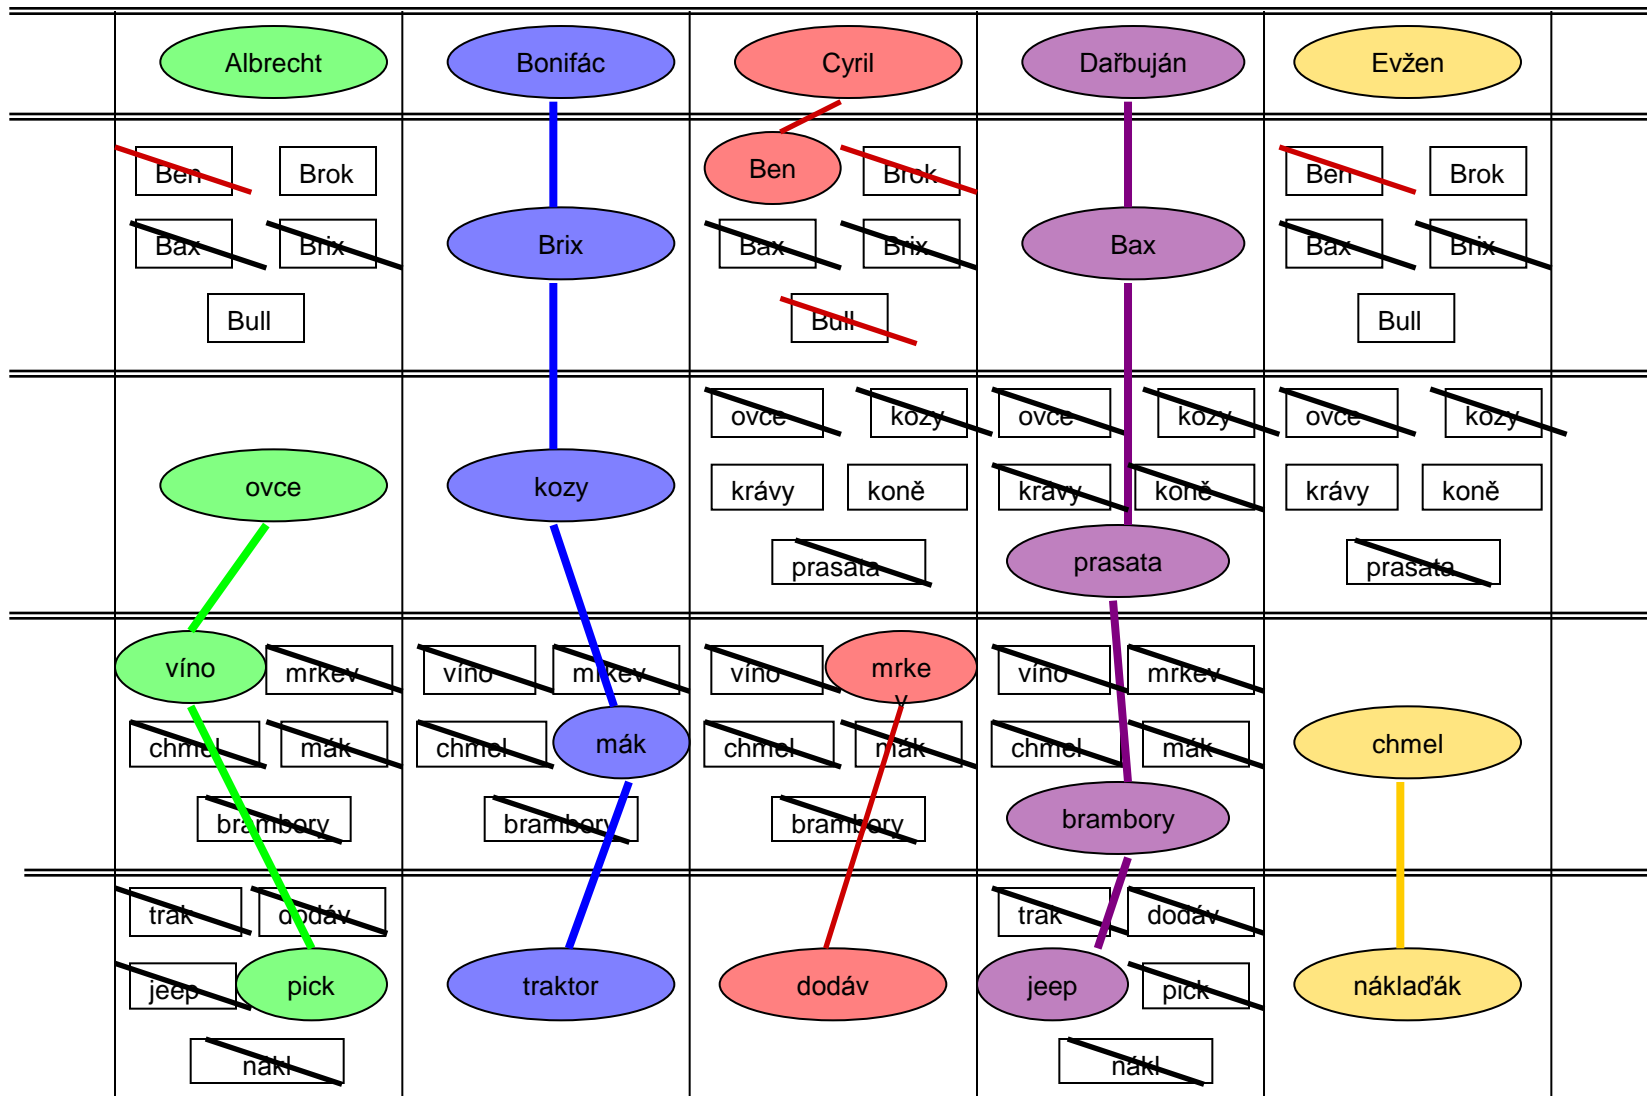 Albrecht Bonifác Cyril Dařbuján Evžen
Ben Brok Ben Brok Ben Brok
Bax Brix Brix Bax Brix Bax Bax Brix
Bull Bull Bull
ovce kozy ovce kozy ovce kozy
ovce kozy krávy koně krávy koně krávy koně
prasata prasata prasata
víno mrkev víno mrkev víno mrke
v víno mrkev
chmel mák chmel mák chmel mák chmel mák chmel
brambory brambory brambory brambory
trak dodáv trak dodáv
jeep pick traktor dodáv jeep pick náklaďák
nákl nákl